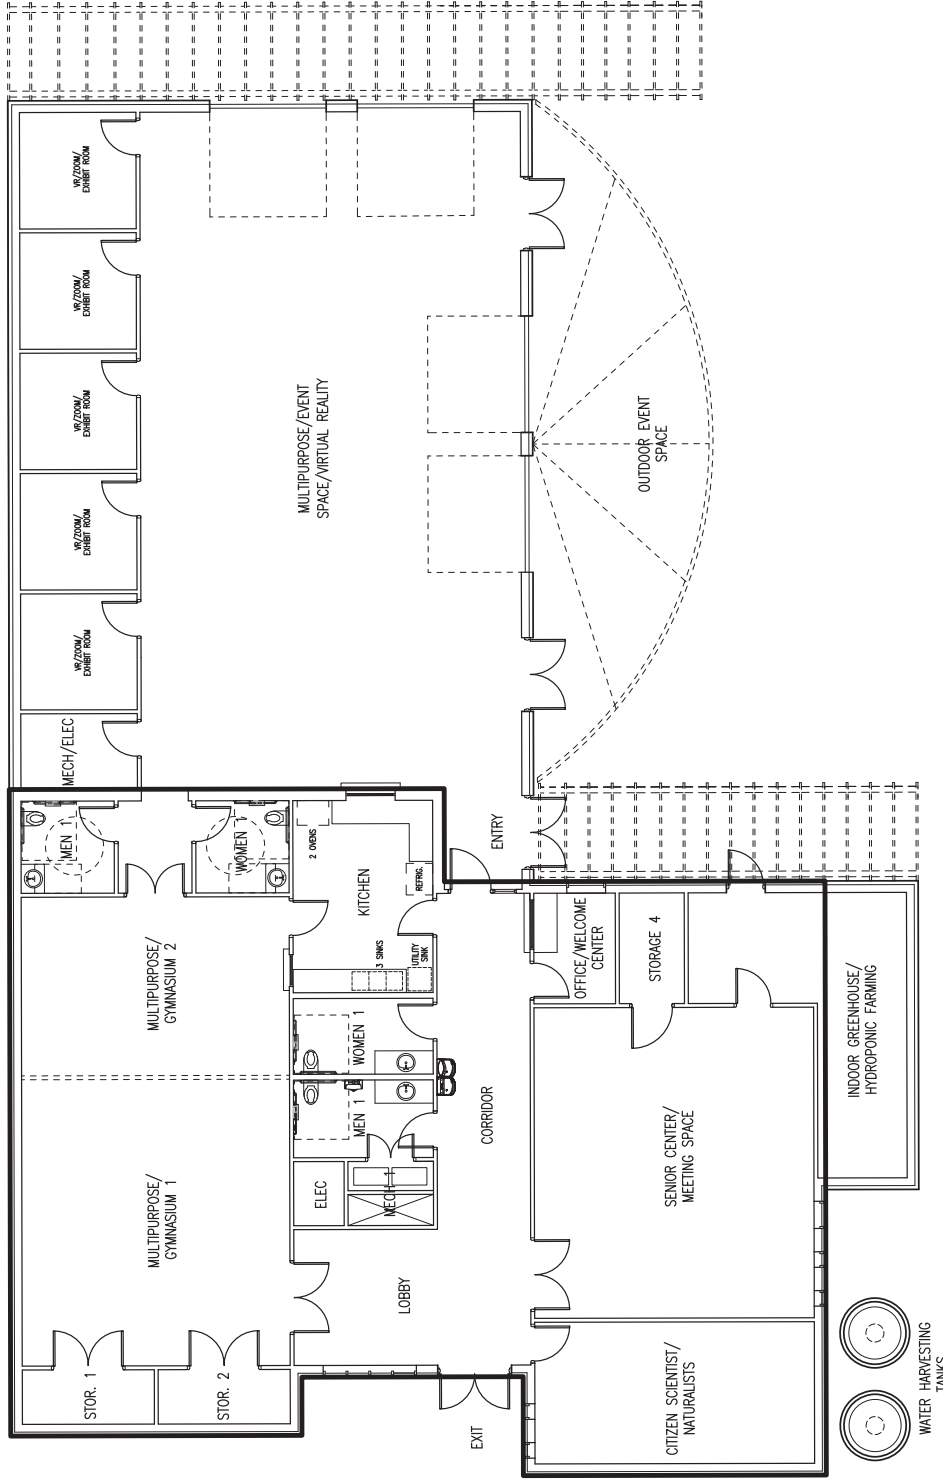 VR/ZOOM/
EXHIBIT ROOM
VR/ZOOM/
EXHIBIT ROOM
VR/ZOOM/
EXHIBIT ROOM
VR/ZOOM/
EXHIBIT ROOM
VR/ZOOM/
EXHIBIT ROOM
MECH/ELEC
MULTIPURPOSE/EVENT
SPACE/VIRTUAL REALITY
OUTDOOR EVENT
SPACE
MEN 1
WOMEN 1
2 OVENS
KITCHEN
REFRIG.
3 SINKS
UTILITY
SINK
ENTRY
MULTIPURPOSE/
GYMNASIUM 2
OFFICE/WELCOME
CENTER
STORAGE 4
WOMEN 1
MEN 1
CORRIDOR
INDOOR GREENHOUSE/
HYDROPONIC FARMING
SENIOR CENTER/
MEETING SPACE
MULTIPURPOSE/
GYMNASIUM 1
ELEC
MECH 1
LOBBY
STOR. 1
STOR. 2
EXIT
CITIZEN SCIENTIST/
NATURALISTS
WATER HARVESTING
TANKS